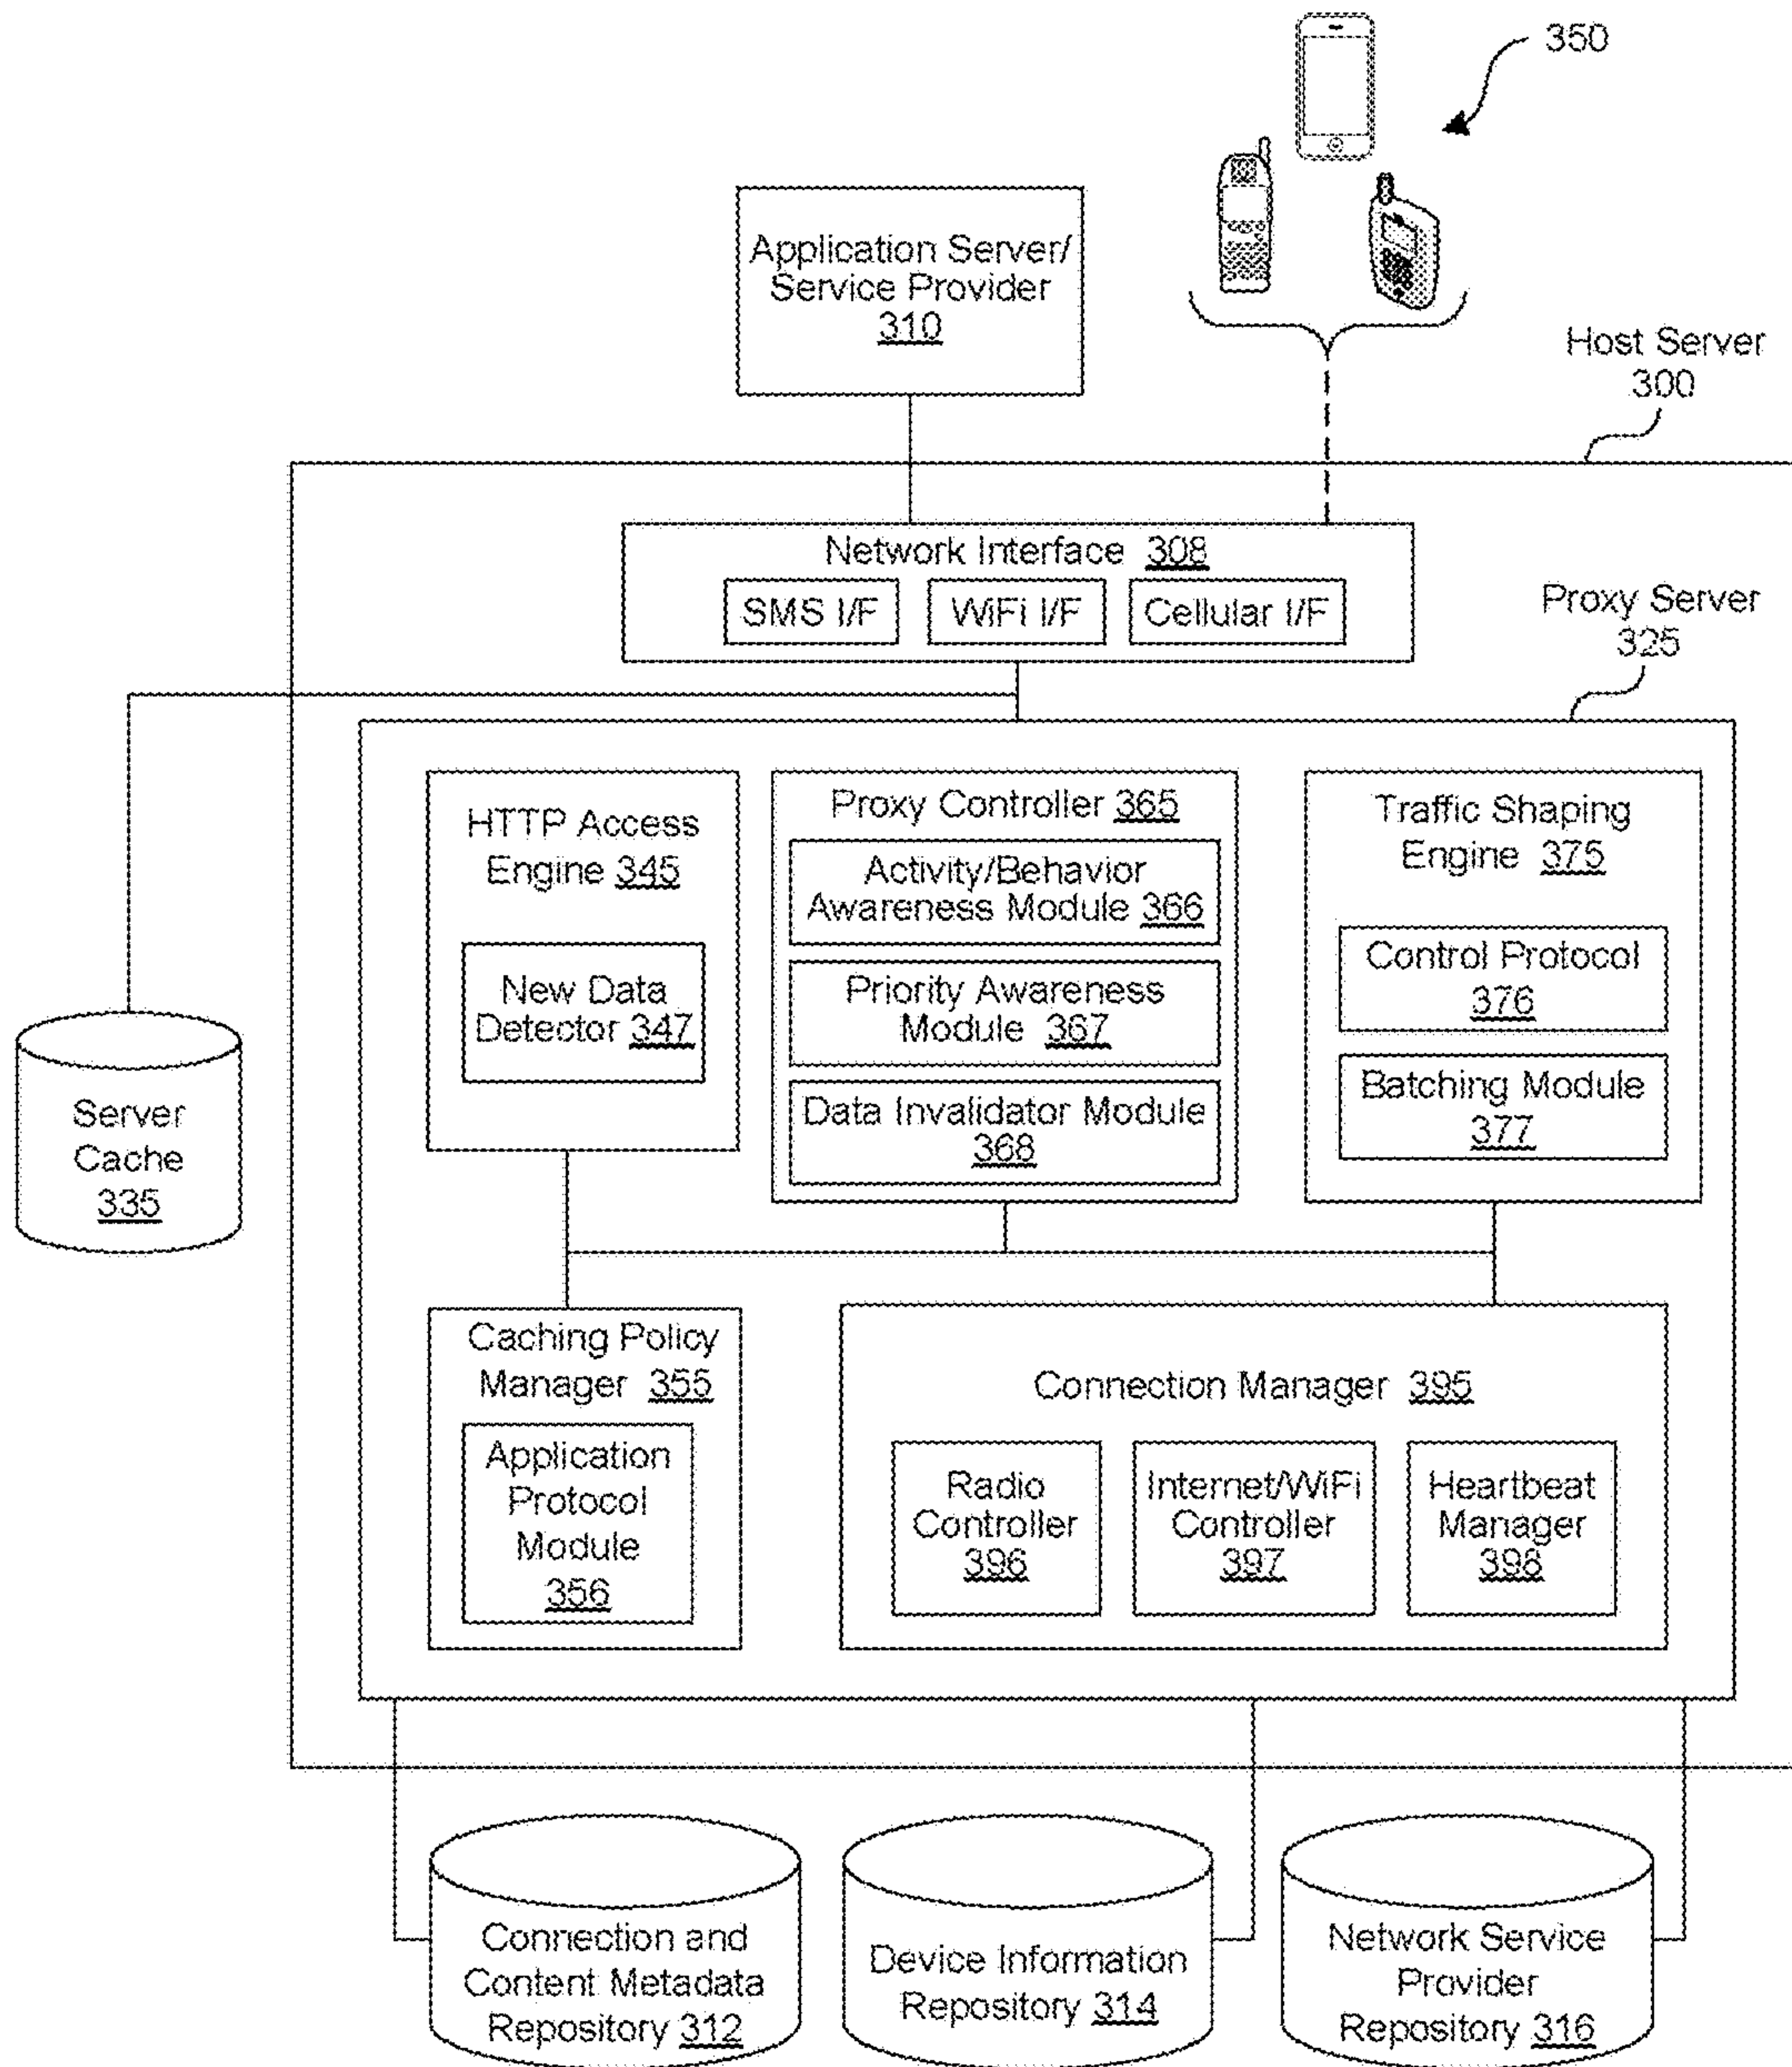 350
Application Server/
Service Provider
310
Host Server
300
Network Interface 308
SMS I/F
WiFi I/F
Cellular I/F
Proxy Server
325
HTTP Access
Engine 345
New Data
Detector 347
Proxy Controller 365
Activity/Behavior
Awareness Module 366
Priority Awareness
Module 367
Data Invalidator Module
368
Traffic Shaping
Engine 375
Control Protocol
376
Batching Module
377
Server
Cache
335
Caching Policy
Manager 355
Application
Protocol
Module
356
Connection Manager 395
Radio
Controller
396
Internet/WiFi
Controller
397
Heartbeat
Manager
398
Connection and
Content Metadata
Repository 312
Device Information
Repository 314
Network Service
Provider
Repository 316